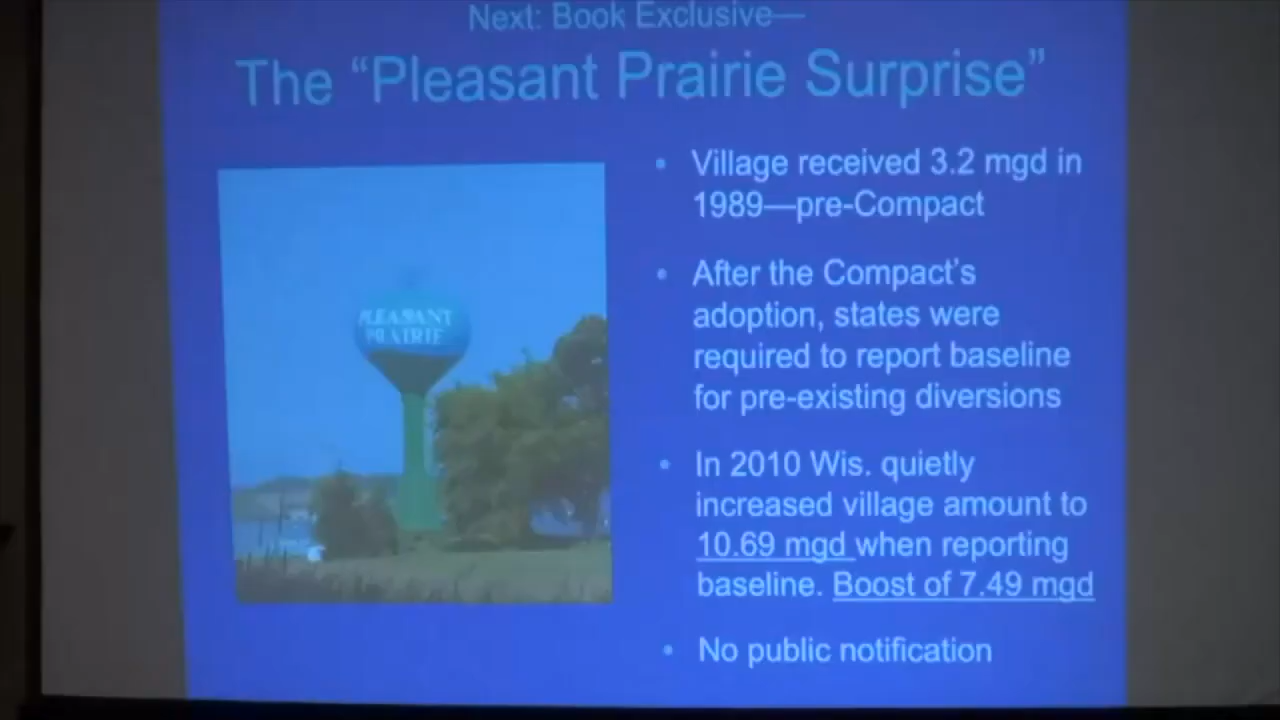 Next: Book Exclusive—
The “Pleasant Prairie Surprise”
PLEASANT
PRAIRIE
• Village received 3.2 mgd in
1989—pre-Compact
• After the Compact’s
adoption, states were
required to report baseline
for pre-existing diversions
• In 2010 Wis. quietly
increased village amount to
10.69 mgd when reporting
baseline. Boost of 7.49 mgd
• No public notification